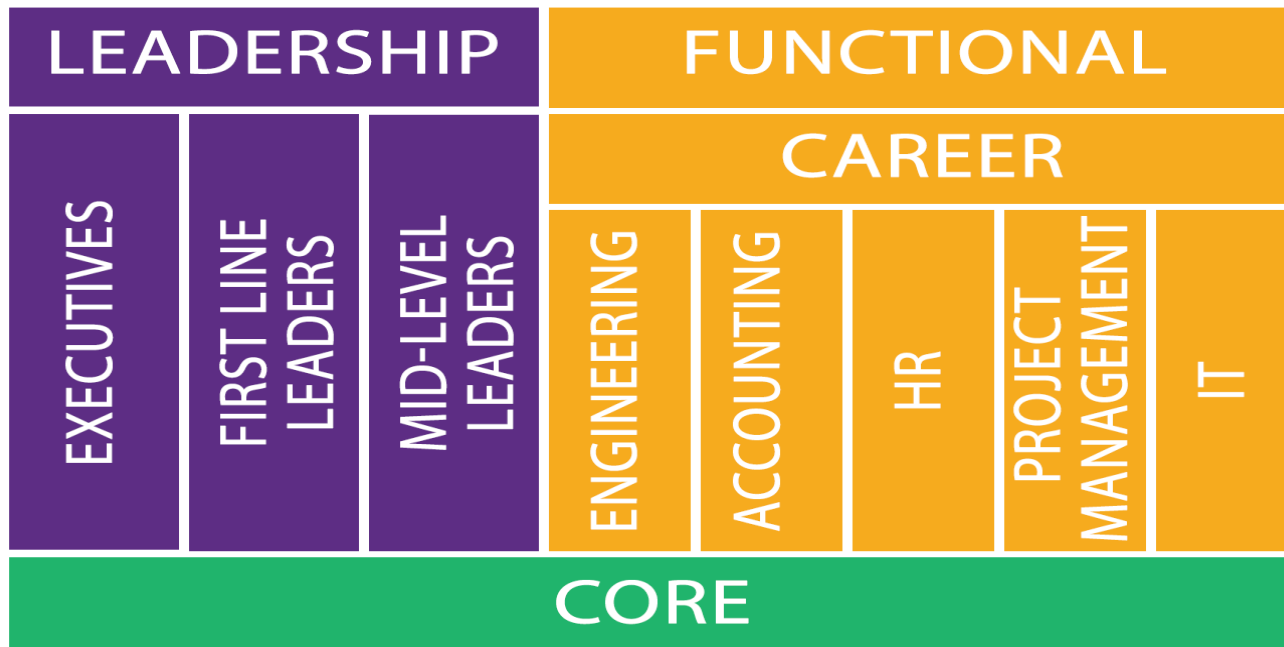 LEADERSHIP
FUNCTIONAL
CAREER
EXECUTIVES
FIRST LINE
LEADERS
MID-LEVEL
LEADERS
ENGINEERING
ACCOUNTING
HR
PROJECT
MANAGEMENT
IT
CORE